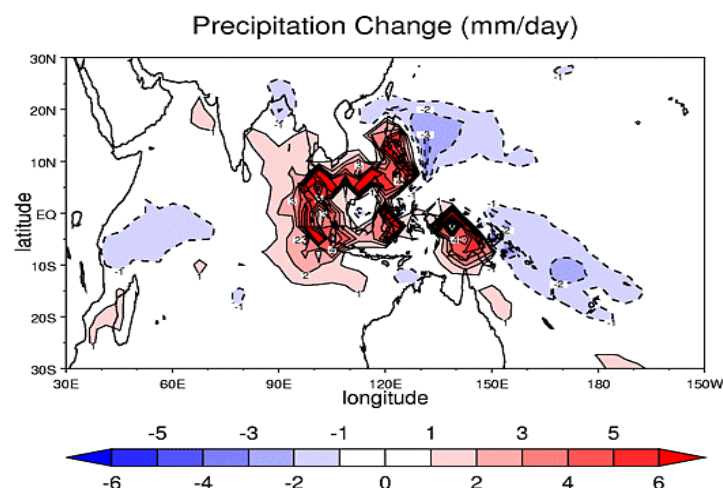 Precipitation Change (mm/day)
30N
20N
10N
EQ
10S
20S
30S
latitude
30E 60E 90E 120E 150E 180 150W
longitude
-5 -3 -1 1 3 5
-6 -4 -2 0 2 4 6